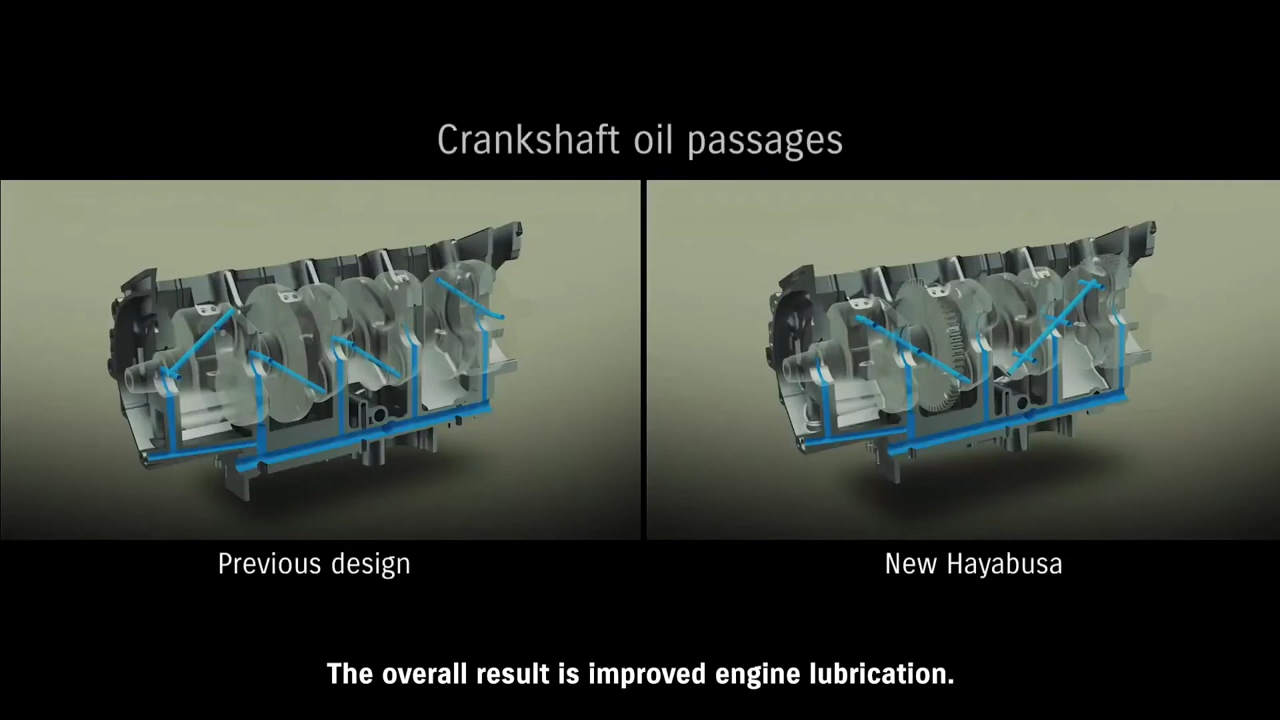 Crankshaft oil passages
Previous design
New Hayabusa
The overall result is improved engine lubrication.